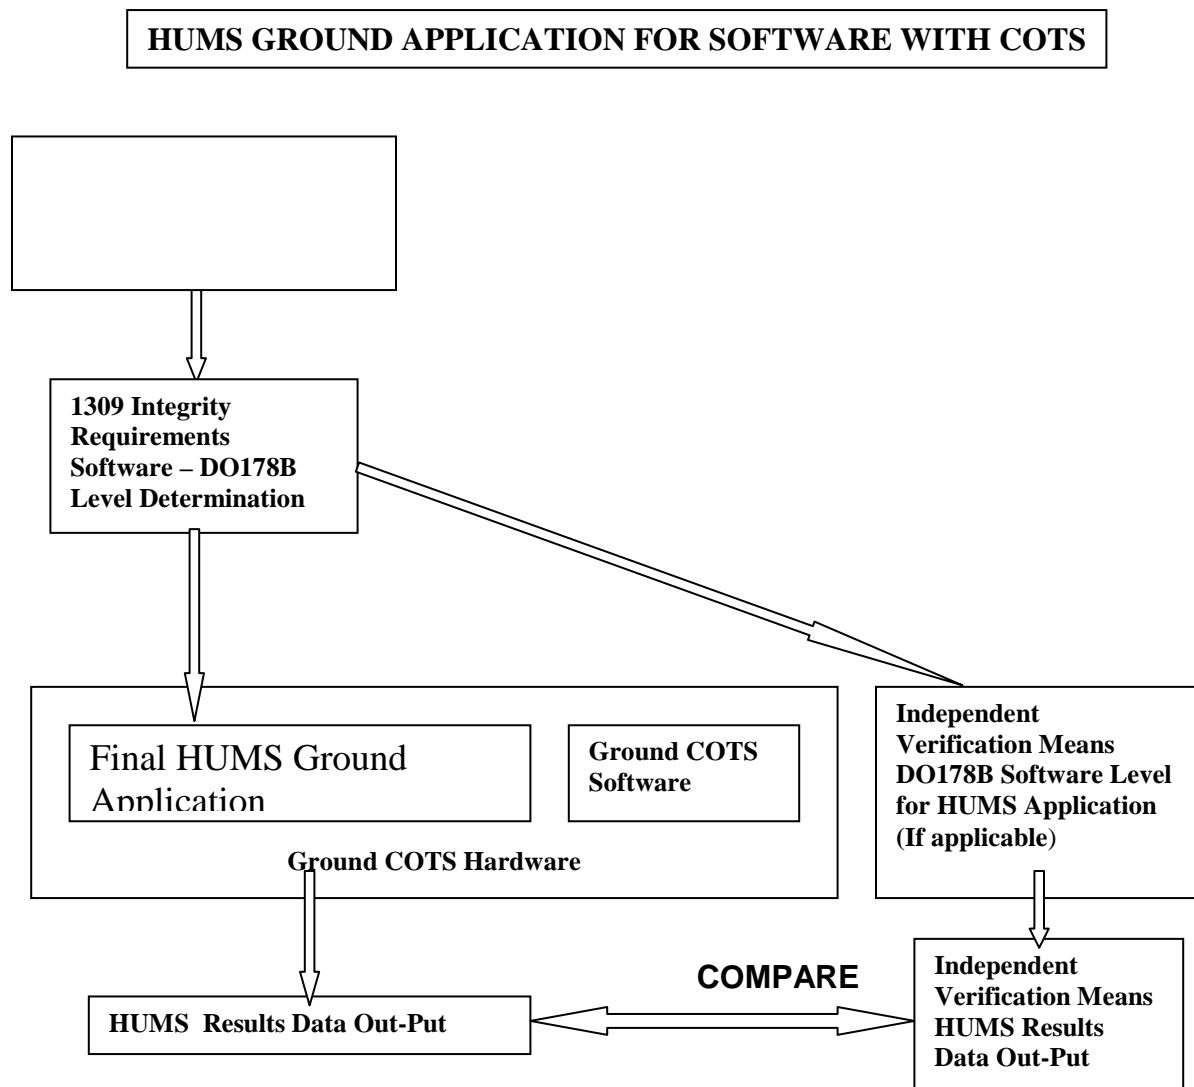 HUMS GROUND APPLICATION FOR SOFTWARE WITH COTS
1309 Integrity
Requirements
Software – DO178B
Level Determination
Final HUMS Ground
Application
Ground COTS
Software
Ground COTS Hardware
Independent
Verification Means
DO178B Software Level
for HUMS Application
(If applicable)
COMPARE
HUMS Results Data Out-Put
Independent
Verification Means
HUMS Results
Data Out-Put